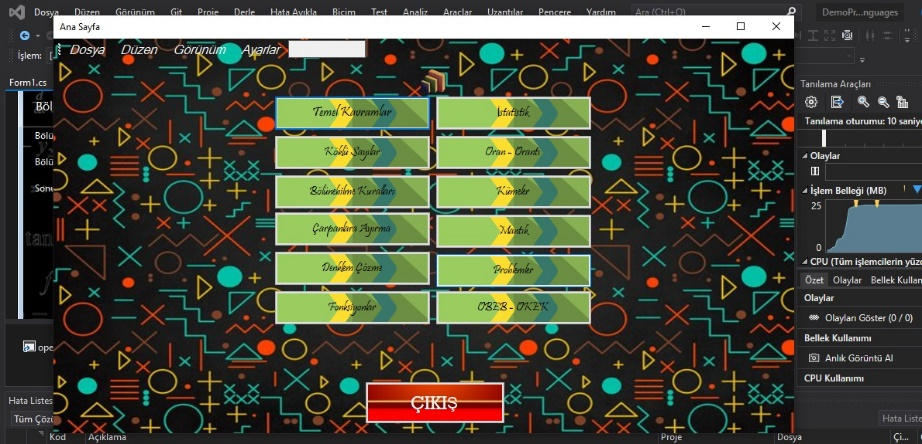 Dosya Düzen Görünüm Git Proje Derle Hata Ayıkla Biçim Test Analiz Araçlar Uzantılar Pencere Yardım Ara (Ctrl+Q) DemoPr...nguages
Ana Sayfa
Dosya Düzen Görünüm Ayarlar
İşlem:
Form1.cs
Böl
Bölü
Bölü
Sonu
tan
Temel Kavramlar
İstatistik
Köklü Sayılar
Oran - Orantı
Bölünebilme Kuralları
Kümeler
Çarpanlara Ayırma
Mantık
Denklem Çözme
Problemler
Fonksiyonlar
OBEB - OKEK
ÇIKIŞ
Tanılama Araçları
Tanılama oturumu: 10 saniye
Olaylar
İşlem Belleği (MB)
25
0
CPU (Tüm işlemcilerin yüzd
Özet Olaylar Bellek Kullanı
Olaylar
Olayları Göster (0 / 0)
Bellek Kullanımı
Anlık Görüntü Al
CPU Kullanımı
ope
Hata Listes
Tüm Çözü
Hata Liste
Kod Açıklama Proje Dosya Çi...